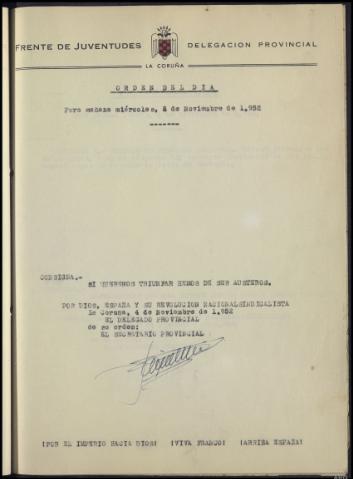 FRENTE DE JUVENTUDES DELEGACION PROVINCIAL
LA CORUÑA
ORDEN DEL DIA
Para mañana miércoles, 5 de Noviembre de 1.952
CONSIGNA.-
SI QUEREMOS TRIUNFAR HEMOS DE SER AUSTEROS.
POR DIOS, ESPAÑA Y SU REVOLUCION NACIONALSINDICALISTA
La Coruña, 4 de Noviembre de 1.952
EL DELEGADO PROVINCIAL
de su orden:
EL SECRETARIO PROVINCIAL
¡POR EL IMPERIO HACIA DIOS! ¡VIVA FRANCO! ¡ARRIBA ESPAÑA!